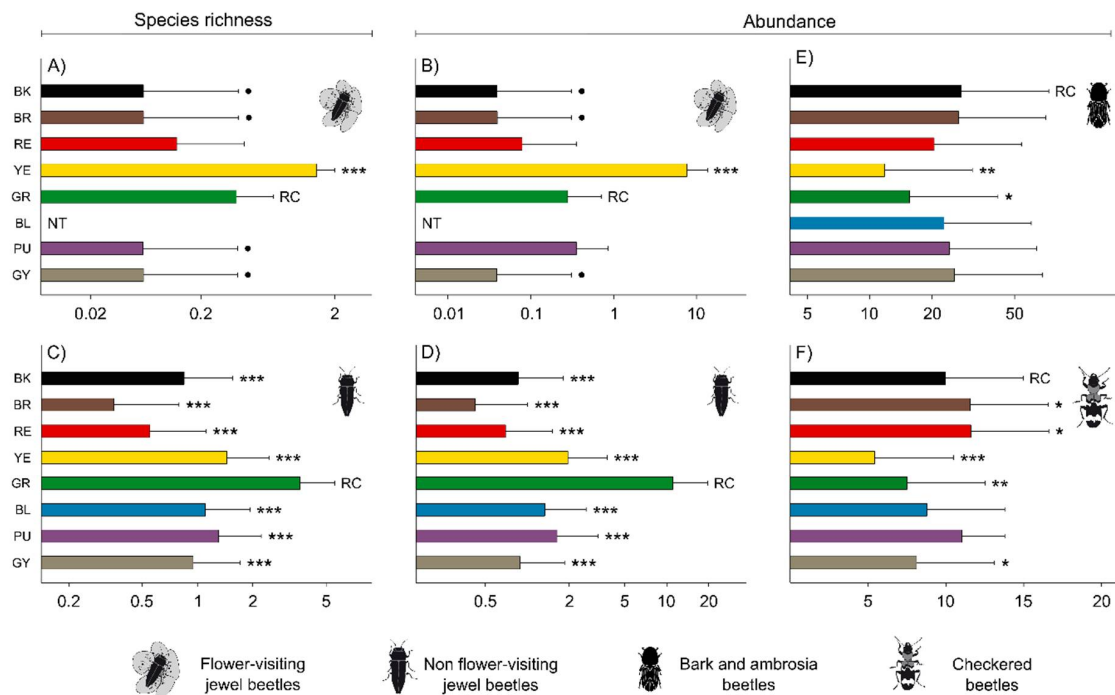 Species richness
Abundance
A)
B)
E)
BK
BR
RE
YE
GR
BL
PU
GY
•
•
***
RC
NT
•
•
•
•
***
RC
NT
•
RC
**
*
0.02 0.2 2
0.01 0.1 1 10
5 10 20 50
C)
D)
F)
BK
BR
RE
YE
GR
BL
PU
GY
***
***
***
***
RC
***
***
***
***
***
***
***
RC
***
***
***
RC
*
*
***
**
*
0.2 0.5 1 2 5
0.5 2 5 10 20
5 10 15 20
Flower-visiting
jewel beetles
Non flower-visiting
jewel beetles
Bark and ambrosia
beetles
Checkered
beetles